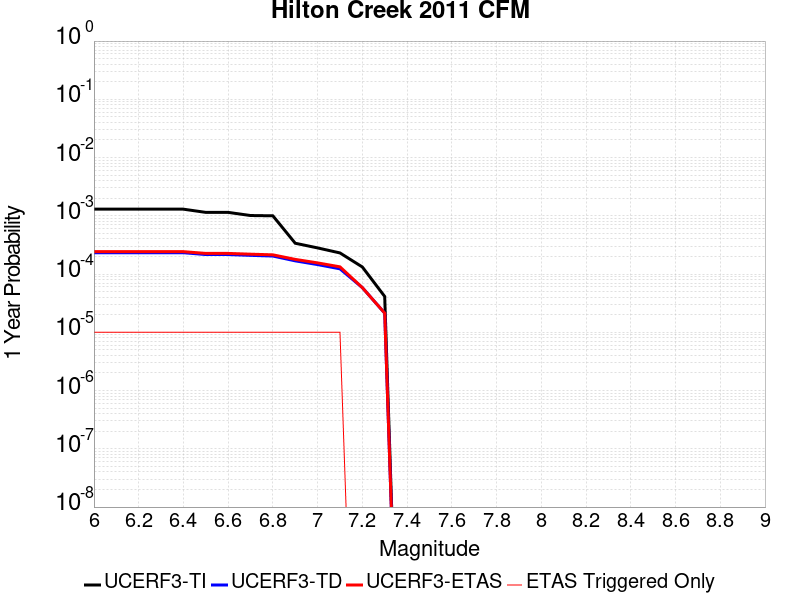 Hilton Creek 2011 CFM
10 0
10 -1
10 -2
10 -3
10 -4
10 -5
10 -6
10 -7
10 -8
1 Year Probability
6 6.2 6.4 6.6 6.8 7 7.2 7.4 7.6 7.8 8 8.2 8.4 8.6 8.8 9
Magnitude
UCERF3-TI UCERF3-TD UCERF3-ETAS ETAS Triggered Only